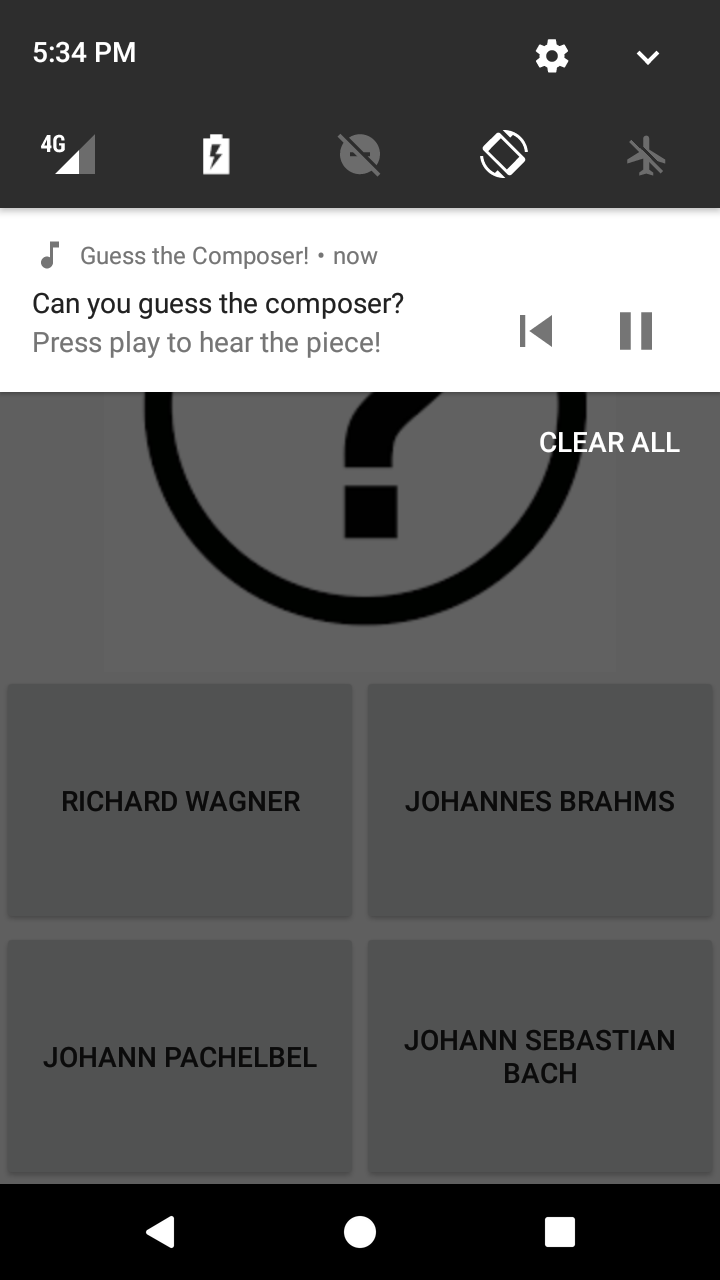 5:34 PM
4G
Guess the Composer! • now
Can you guess the composer?
Press play to hear the piece!
CLEAR ALL
RICHARD WAGNER
JOHANNES BRAHMS
JOHANN PACHELBEL
JOHANN SEBASTIAN
BACH